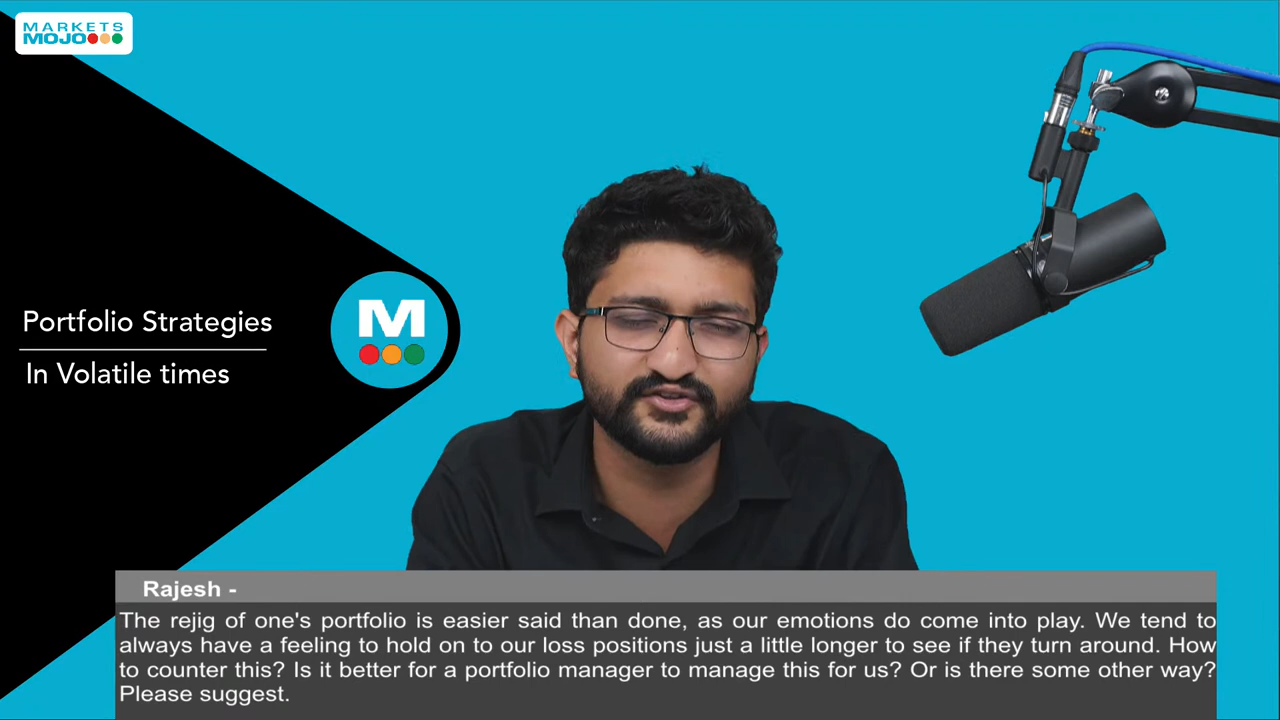 MARKETS
MOJO
Portfolio Strategies
In Volatile times
M
Rajesh -
The rejig of one's portfolio is easier said than done, as our emotions do come into play. We tend to
always have a feeling to hold on to our loss positions just a little longer to see if they turn around. How
to counter this? Is it better for a portfolio manager to manage this for us? Or is there some other way?
Please suggest.